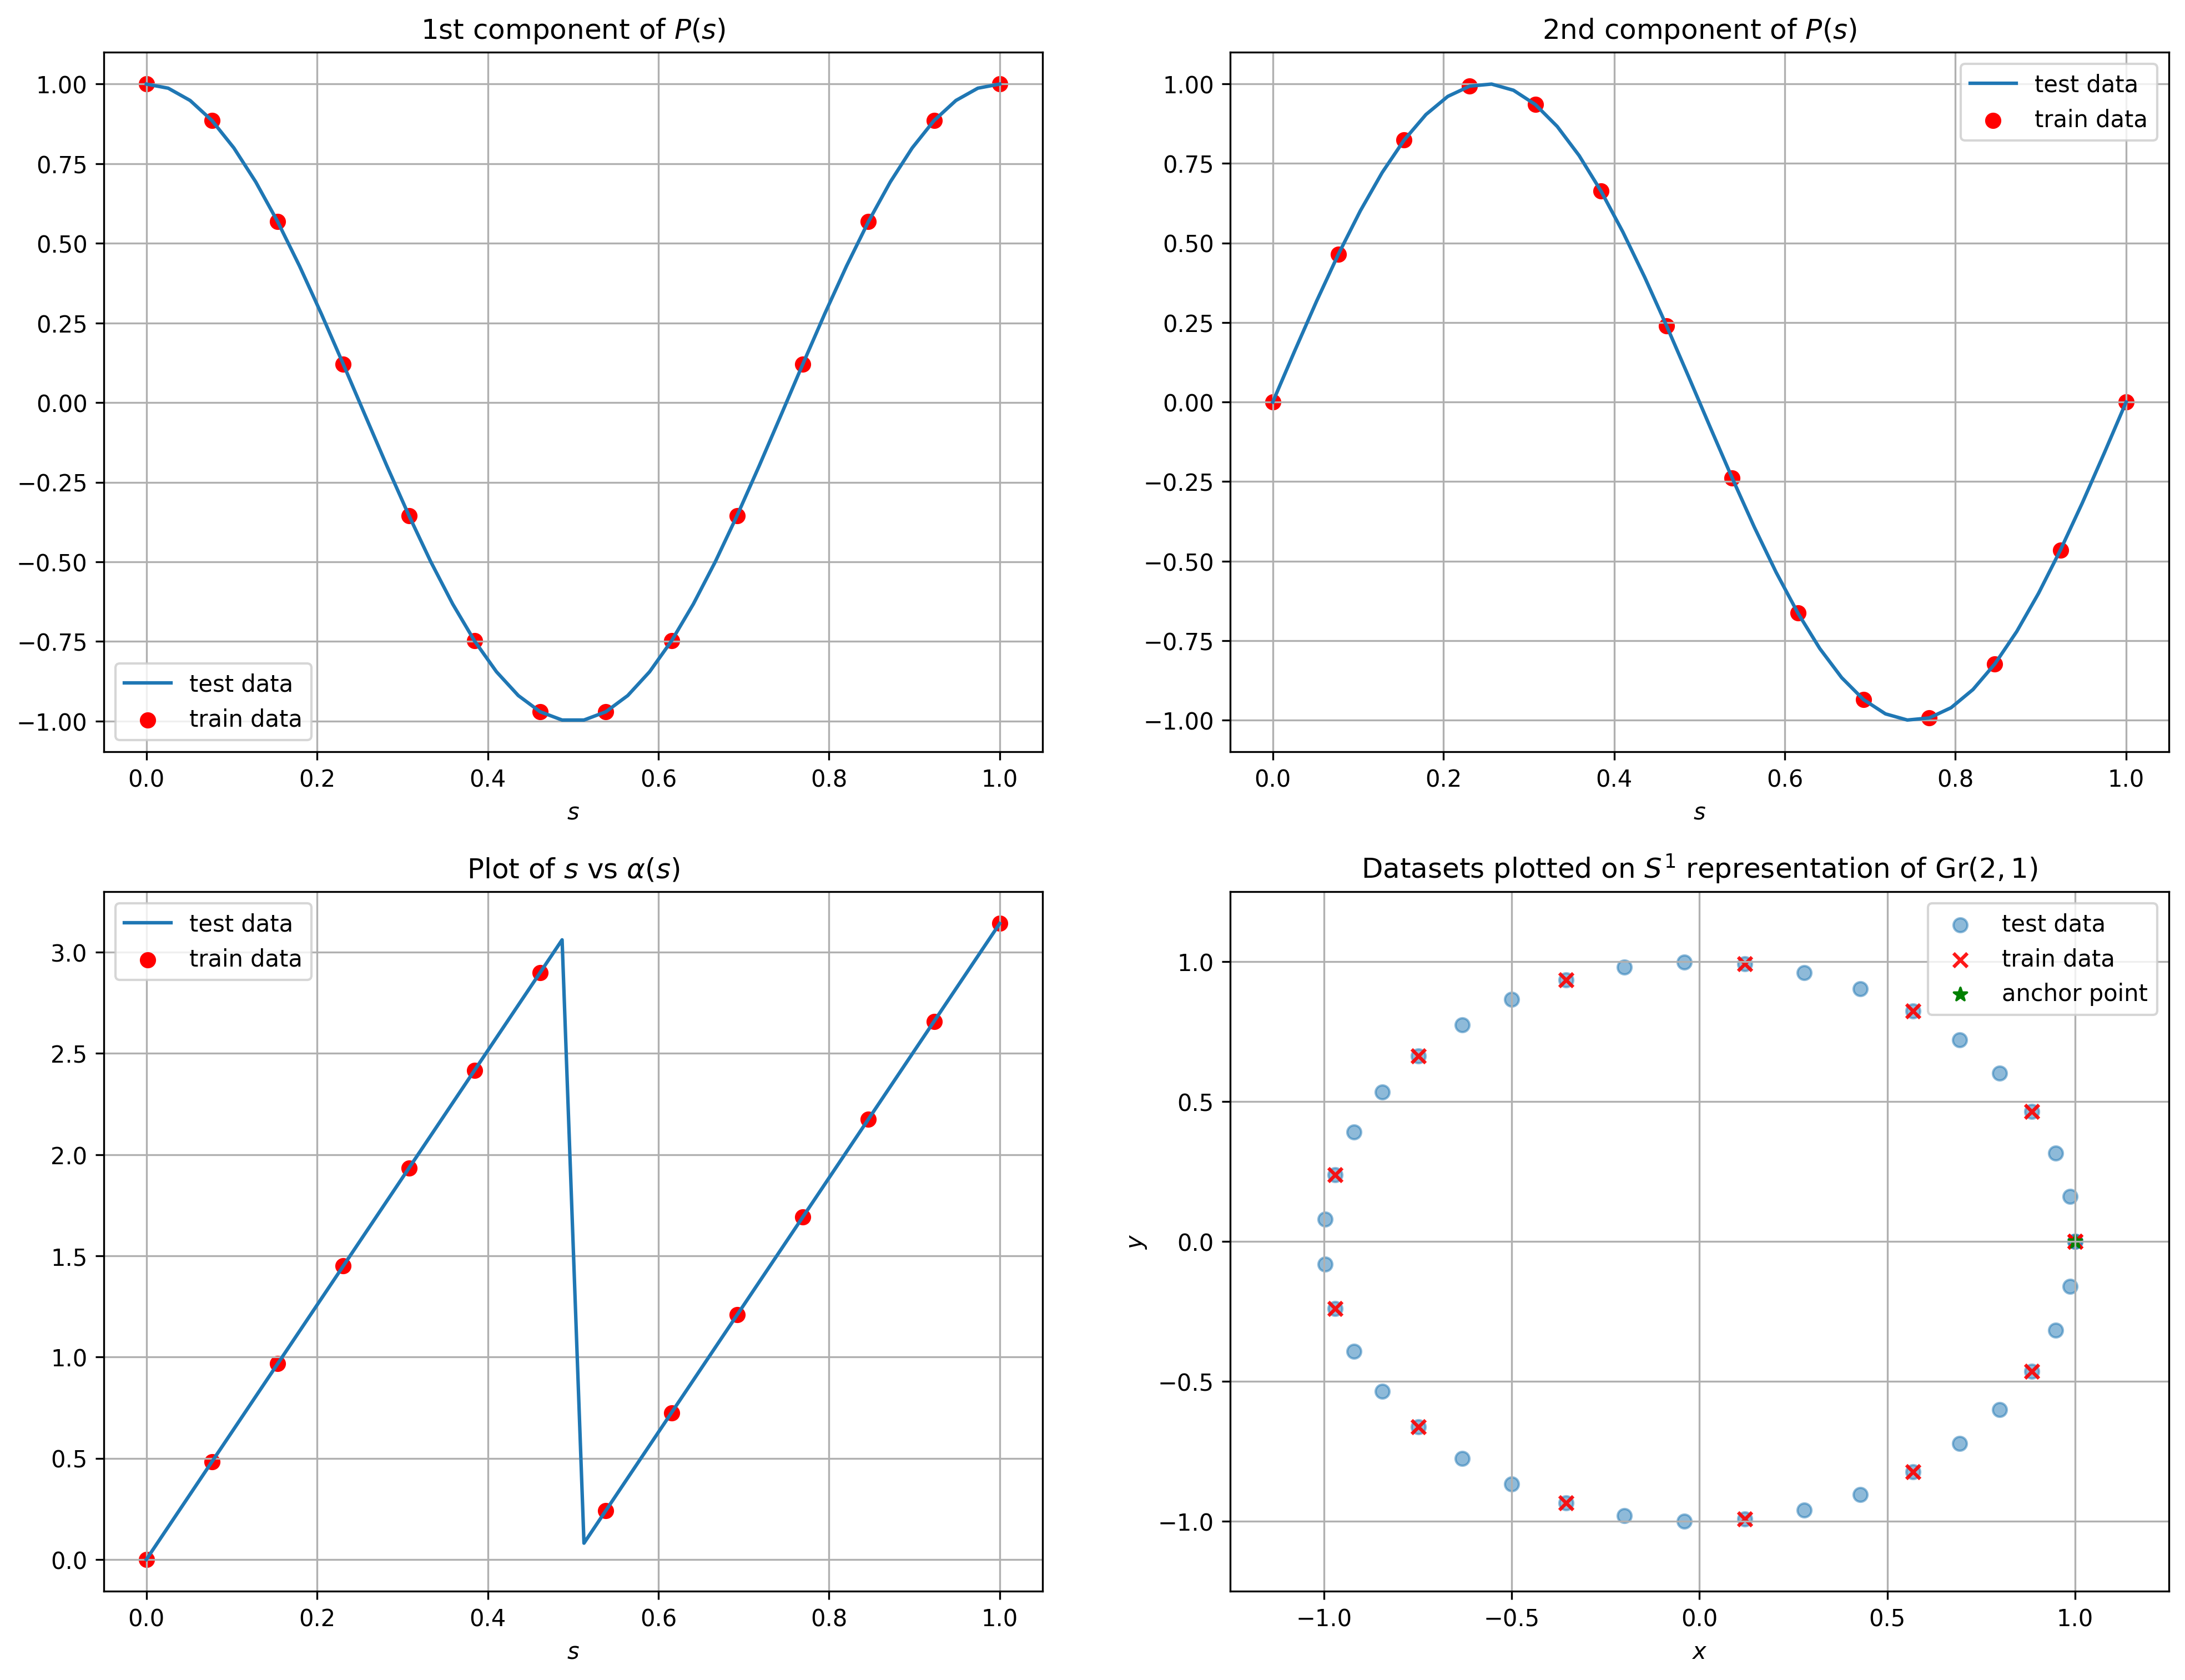 1st component of P(s)
1.00
0.75
0.50
0.25
0.00
−0.25
−0.50
−0.75
−1.00
test data
train data
0.0 0.2 0.4 0.6 0.8 1.0
s
2nd component of P(s)
1.00
0.75
0.50
0.25
0.00
−0.25
−0.50
−0.75
−1.00
test data
train data
0.0 0.2 0.4 0.6 0.8 1.0
s
Plot of s vs α(s)
3.0
2.5
2.0
1.5
1.0
0.5
0.0
test data
train data
0.0 0.2 0.4 0.6 0.8 1.0
s
Datasets plotted on S¹ representation of Gr(2, 1)
1.0
0.5
0.0
−0.5
−1.0
y
test data
train data
anchor point
−1.0 −0.5 0.0 0.5 1.0
x